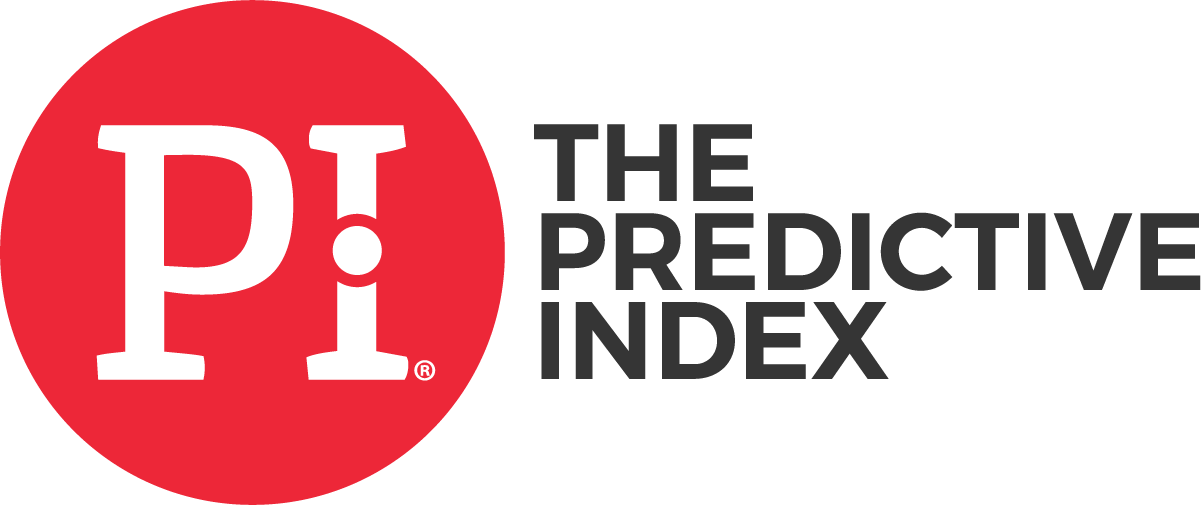 PI®
THE
PREDICTIVE
INDEX